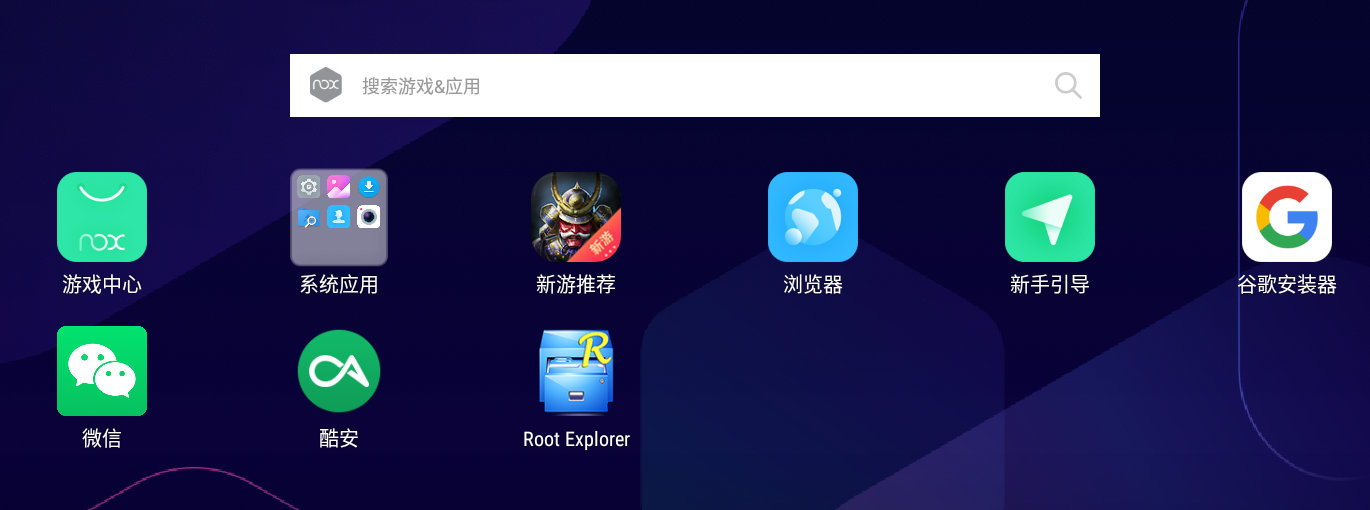 nox
搜索游戏&应用
nox
新游
游戏中心
系统应用
新游推荐
浏览器
新手引导
谷歌安装器
R
微信
酷安
Root Explorer